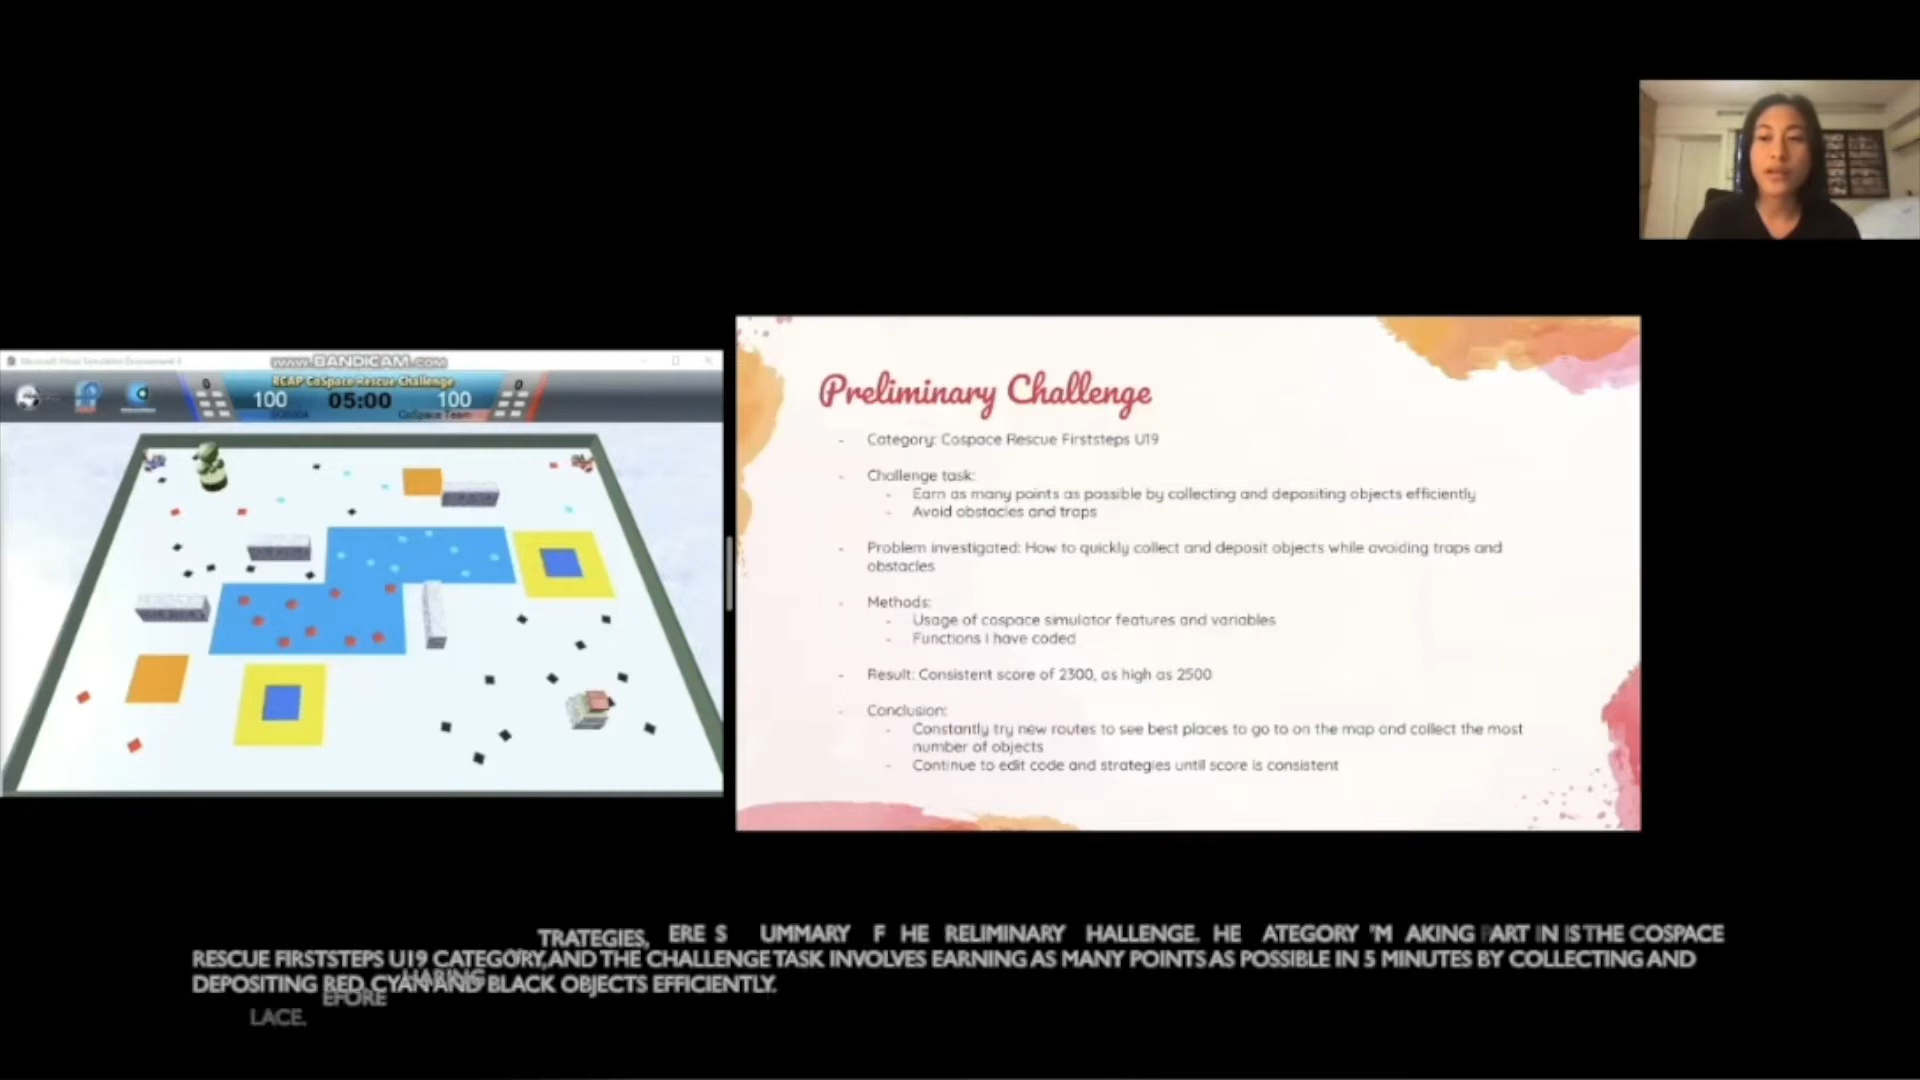 www.BANDICAM.com
RCAP CoSpace Rescue Challenge
0
100
05:00
100
0
CoSpace Team
Preliminary Challenge
- Category: Cospace Rescue Firststeps U19
- Challenge task:
- Earn as many points as possible by collecting and depositing objects efficiently
- Avoid obstacles and traps
- Problem investigated: How to quickly collect and deposit objects while avoiding traps and
obstacles
- Methods:
- Usage of cospace simulator features and variables
- Functions I have coded
- Result: Consistent score of 2300, as high as 2500
- Conclusion:
- Constantly try new routes to see best places to go to on the map and collect the most
number of objects
- Continue to edit code and strategies until score is consistent
TRATEGIES, ERE S UMMARY F HE RELIMINARY HALLENGE. HE ATEGORY 'M AKING PART IN IS THE COSPACE
RESCUE FIRSTSTEPS U19 CATEGORY, AND THE CHALLENGE TASK INVOLVES EARNING AS MANY POINTS AS POSSIBLE IN 5 MINUTES BY COLLECTING AND
HARING
DEPOSITING RED, CYAN AND BLACK OBJECTS EFFICIENTLY.
EFORE
LACE.